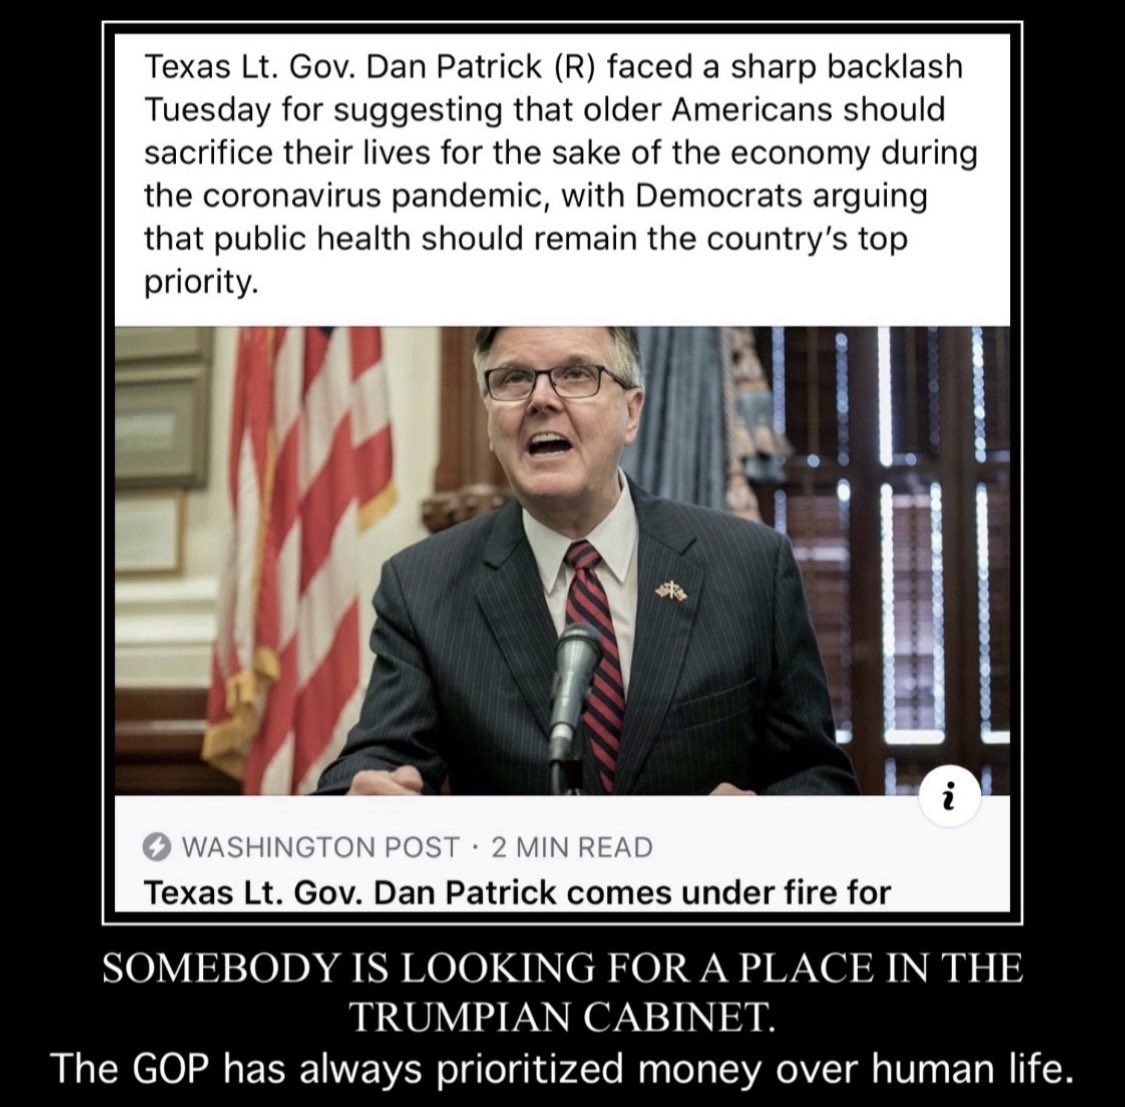 Texas Lt. Gov. Dan Patrick (R) faced a sharp backlash
Tuesday for suggesting that older Americans should
sacrifice their lives for the sake of the economy during
the coronavirus pandemic, with Democrats arguing
that public health should remain the country's top
priority.
i
WASHINGTON POST · 2 MIN READ
Texas Lt. Gov. Dan Patrick comes under fire for
SOMEBODY IS LOOKING FOR A PLACE IN THE
TRUMPIAN CABINET.
The GOP has always prioritized money over human life.